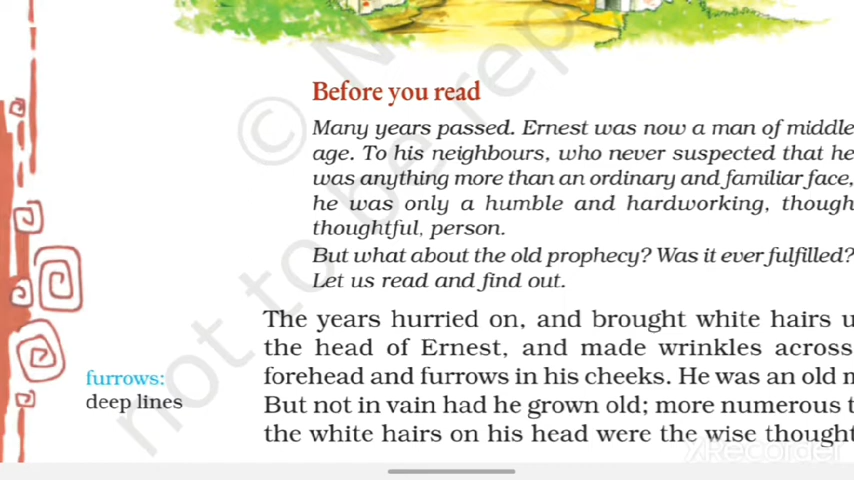 Before you read
Many years passed. Ernest was now a man of middle
age. To his neighbours, who never suspected that he
was anything more than an ordinary and familiar face,
he was only a humble and hardworking, though
thoughtful, person.
But what about the old prophecy? Was it ever fulfilled?
Let us read and find out.
The years hurried on, and brought white hairs u
the head of Ernest, and made wrinkles across
forehead and furrows in his cheeks. He was an old m
But not in vain had he grown old; more numerous t
the white hairs on his head were the wise thought
furrows:
deep lines
© N
not to be rep
XRecorder